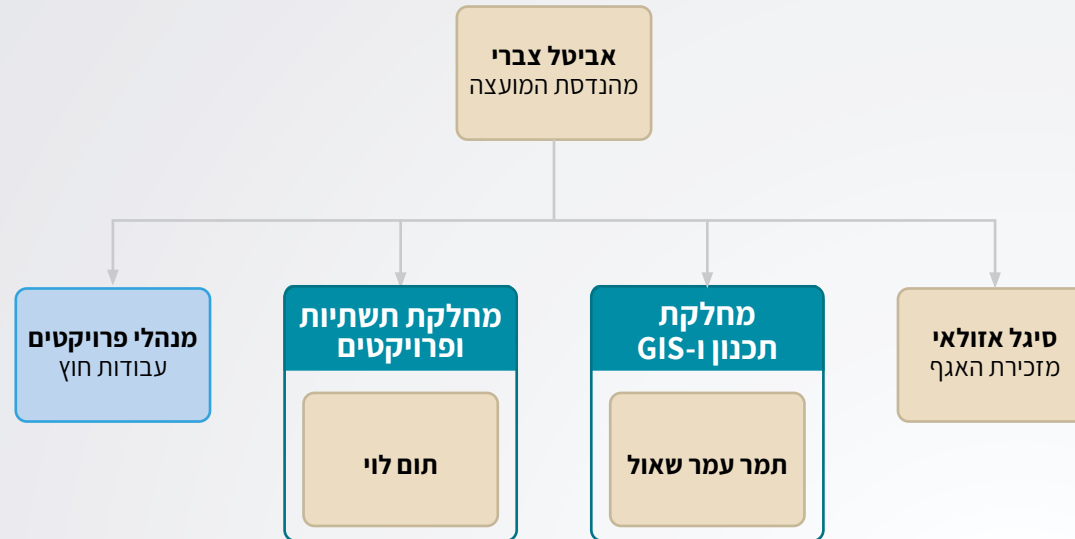 אביטל צברי
מהנדסת המועצה
סיגל אזולאי
מזכירת האגף
מחלקת
תכנון ו-GIS
תמר עמר שאול
מחלקת תשתיות
ופרויקטים
תום לוי
מנהלי פרויקטים
עבודות חוץ